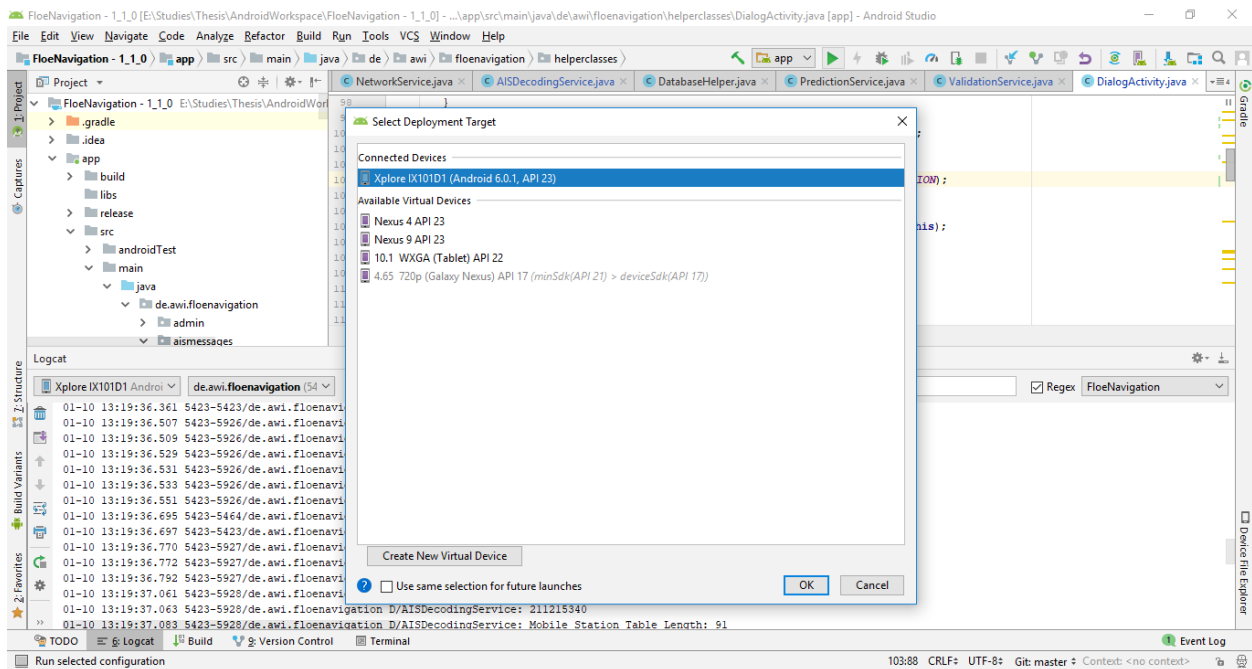 FloeNavigation - 1_1_0 [E:\Studies\Thesis\AndroidWorkspace\FloeNavigation - 1_1_0] - ...\app\src\main\java\de\awi\floenavigation\helperclasses\DialogActivity.java [app] - Android Studio
File Edit View Navigate Code Analyze Refactor Build Run Tools VCS Window Help
FloeNavigation - 1_1_0 app src main java de awi floenavigation helperclasses
app
Project
NetworkService.java
AISDecodingService.java
DatabaseHelper.java
PredictionService.java
ValidationService.java
DialogActivity.java
1: Project
Captures
Z: Structure
Build Variants
2: Favorites
Gradle
Device File Explorer
FloeNavigation - 1_1_0 E:\Studies\Thesis\AndroidWorl
.gradle
.idea
app
build
libs
release
src
androidTest
main
java
de.awi.floenavigation
admin
aismessages
98 }
ION);
his);
Select Deployment Target
Connected Devices
Xplore IX101D1 (Android 6.0.1, API 23)
Available Virtual Devices
Nexus 4 API 23
Nexus 9 API 23
10.1 WXGA (Tablet) API 22
4.65 720p (Galaxy Nexus) API 17 (minSdk(API 21) > deviceSdk(API 17))
Create New Virtual Device
Use same selection for future launches
OK
Cancel
Logcat
Xplore IX101D1 Androi
de.awi.floenavigation (54
Regex
FloeNavigation
01-10 13:19:36.361 5423-5423/de.awi.floenavi
01-10 13:19:36.507 5423-5926/de.awi.floenavi
01-10 13:19:36.509 5423-5926/de.awi.floenavi
01-10 13:19:36.529 5423-5926/de.awi.floenavi
01-10 13:19:36.531 5423-5926/de.awi.floenavi
01-10 13:19:36.533 5423-5926/de.awi.floenavi
01-10 13:19:36.551 5423-5926/de.awi.floenavi
01-10 13:19:36.695 5423-5464/de.awi.floenavi
01-10 13:19:36.697 5423-5423/de.awi.floenavi
01-10 13:19:36.770 5423-5927/de.awi.floenavi
01-10 13:19:36.772 5423-5927/de.awi.floenavi
01-10 13:19:36.792 5423-5927/de.awi.floenavi
01-10 13:19:37.061 5423-5928/de.awi.floenavi
01-10 13:19:37.063 5423-5928/de.awi.floenavigation D/AISDecodingService: 211215340
01-10 13:19:37.083 5423-5928/de.awi.floenavigation D/AISDecodingService: Mobile Station Table Length: 91
TODO
6: Logcat
Build
9: Version Control
Terminal
1 Event Log
Run selected configuration
103:88 CRLF UTF-8 Git: master Context: <no context>